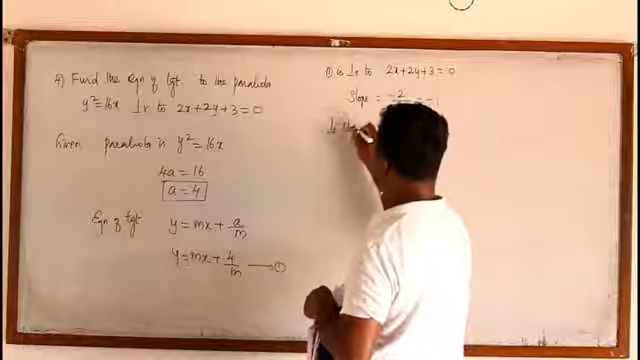 4) Find the eqn of tgt to the parabola
y² = 16x ⊥r to 2x+2y+3=0
Given parabola is y² = 16x
4a = 16
a = 4
Eqn of tgt y = mx + a/m
y = mx + 4/m ⟶ ①
① is ⊥r to 2x+2y+3=0
Slope = -2